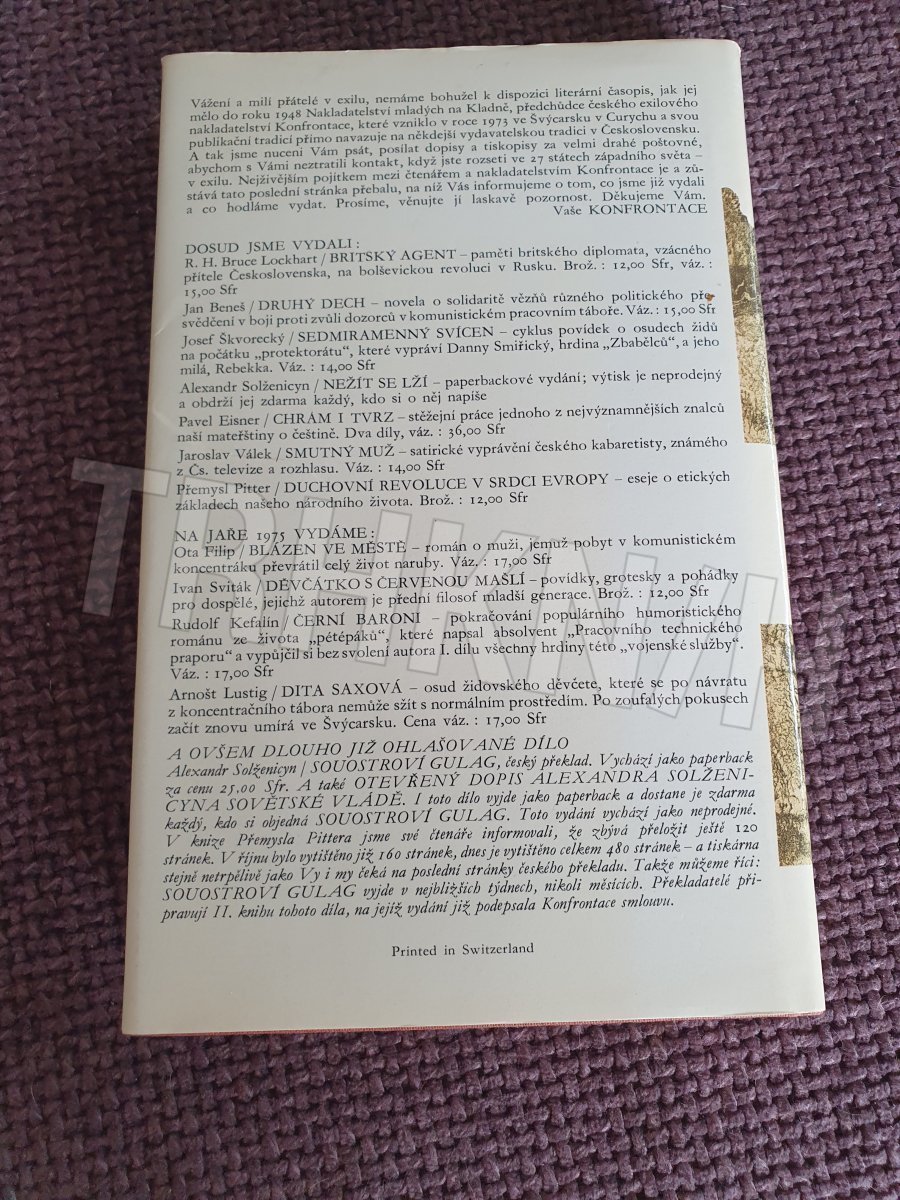 Vážení a milí přátelé v exilu, nemáme bohužel k dispozici literární časopis, jak jej
mělo do roku 1948 Nakladatelství mladých na Kladně, předchůdce českého exilového
nakladatelství Konfrontace, které vzniklo v roce 1973 ve Švýcarsku v Curychu a svou
publikační tradicí přímo navazuje na někdejší vydavatelskou tradici v Československu.
A tak jsme nuceni Vám psát, posílat dopisy a tiskopisy za velmi drahé poštovné,
abychom s Vámi neztratili kontakt, když jste rozseti ve 27 státech západního světa –
v exilu. Nejživějším pojítkem mezi čtenářem a nakladatelstvím Konfrontace je a zů-
stává tato poslední stránka přebalu, na níž Vás informujeme o tom, co jsme již vydali
a co hodláme vydat. Prosíme, věnujte jí laskavě pozornost. Děkujeme Vám.
Vaše KONFRONTACE
DOSUD JSME VYDALI :
R. H. Bruce Lockhart / BRITSKÝ AGENT – paměti britského diplomata, vzácného
přítele Československa, na bolševickou revoluci v Rusku. Brož. : 12,00 Sfr, váz. :
15,00 Sfr
Jan Beneš / DRUHÝ DECH – novela o solidaritě vězňů různého politického pře-
svědčení v boji proti zvůli dozorců v komunistickém pracovním táboře. Váz. : 15,00 Sfr
Josef Škvorecký / SEDMIRAMENNÝ SVÍCEN – cyklus povídek o osudech židů
na počátku „protektorátu“, které vypráví Danny Smiřický, hrdina „Zbabělců“, a jeho
milá, Rebekka. Váz. : 14,00 Sfr
Alexandr Solženicyn / NEŽÍT SE LŽÍ – paperbackové vydání; výtisk je neprodejný
a obdrží jej zdarma každý, kdo si o něj napíše
Pavel Eisner / CHRÁM I TVRZ – stěžejní práce jednoho z nejvýznamnějších znalců
naší mateřštiny o češtině. Dva díly, váz. : 36,00 Sfr
Jaroslav Válek / SMUTNÝ MUŽ – satirické vyprávění českého kabaretisty, známého
z Čs. televize a rozhlasu. Váz. : 14,00 Sfr
Přemysl Pitter / DUCHOVNÍ REVOLUCE V SRDCI EVROPY – eseje o etických
základech našeho národního života. Brož. : 12,00 Sfr
NA JAŘE 1975 VYDÁME :
Ota Filip / BLÁZEN VE MĚSTĚ – román o muži, jemuž pobyt v komunistickém
koncentráku převrátil celý život naruby. Váz. : 17,00 Sfr
Ivan Sviták / DĚVČÁTKO S ČERVENOU MAŠLÍ – povídky, grotesky a pohádky
pro dospělé, jejichž autorem je přední filosof mladší generace. Brož. : 12,00 Sfr
Rudolf Kefalín / ČERNÍ BARONI – pokračování populárního humoristického
románu ze života „pétépáků“, které napsal absolvent „Pracovního technického
praporu“ a vypůjčil si bez svolení autora I. dílu všechny hrdiny této „vojenské služby“.
Váz. : 17,00 Sfr
Arnošt Lustig / DITA SAXOVÁ – osud židovského děvčete, které se po návratu
z koncentračního tábora nemůže sžít s normálním prostředím. Po zoufalých pokusech
začít znovu umírá ve Švýcarsku. Cena váz. : 17,00 Sfr
A OVŠEM DLOUHO JIŽ OHLAŠOVANÉ DÍLO
Alexandr Solženicyn / SOUOSTROVÍ GULAG, český překlad. Vychází jako paperback
za cenu 25,00 Sfr. A také OTEVŘENÝ DOPIS ALEXANDRA SOLŽENI-
CYNA SOVĚTSKÉ VLÁDĚ. I toto dílo vyjde jako paperback a dostane je zdarma
každý, kdo si objedná SOUOSTROVÍ GULAG. Toto vydání vychází jako neprodejné.
V knize Přemysla Pittera jsme své čtenáře informovali, že zbývá přeložit ještě 120
stránek. V říjnu bylo vytištěno již 160 stránek, dnes je vytištěno celkem 480 stránek – a tiskárna
stejně netrpělivě jako Vy i my čeká na poslední stránky českého překladu. Takže můžeme říci:
SOUOSTROVÍ GULAG vyjde v nejbližších týdnech, nikoli měsících. Překladatelé při-
pravují II. knihu tohoto díla, na jejíž vydání již podepsala Konfrontace smlouvu.
Printed in Switzerland
TRHKNIH